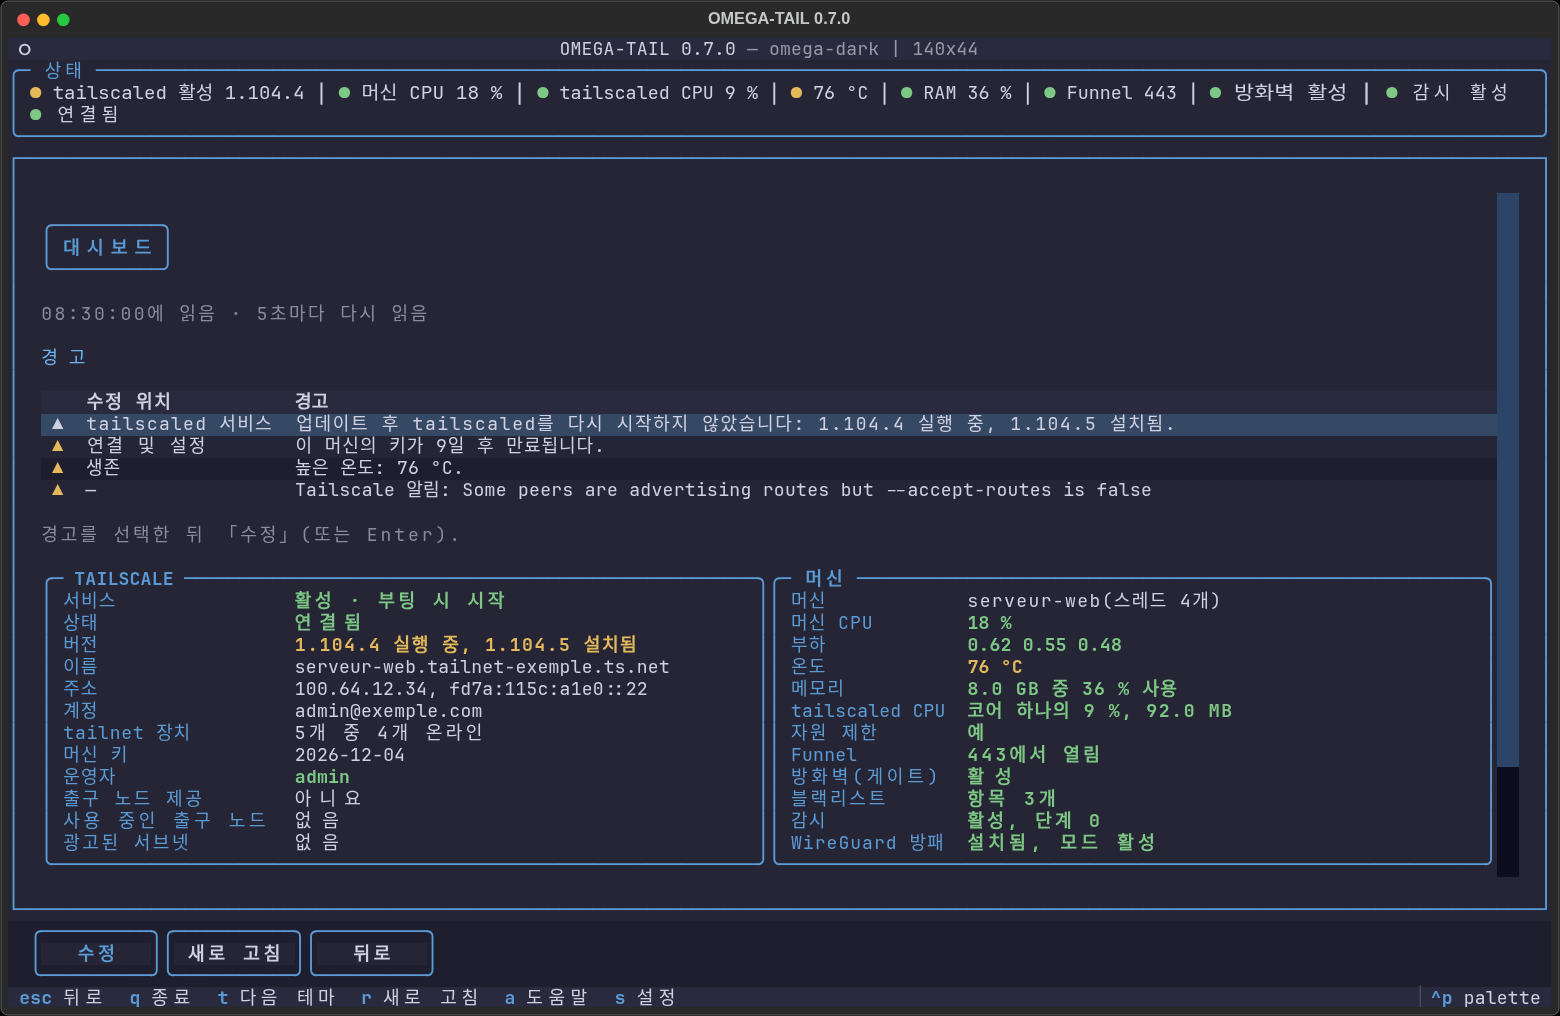 OMEGA-TAIL 0.7.0
OMEGA-TAIL 0.7.0 — omega-dark | 140x44
상태
● tailscaled 활성 1.104.4 | ● 머신 CPU 18 % | ● tailscaled CPU 9 % | ● 76 °C | ● RAM 36 % | ● Funnel 443 | ● 방화벽 활성 | ● 감시 활성
● 연결됨
대시보드
08:30:00에 읽음 · 5초마다 다시 읽음
경고
수정 위치 경고
▲ tailscaled 서비스 업데이트 후 tailscaled를 다시 시작하지 않았습니다: 1.104.4 실행 중, 1.104.5 설치됨.
▲ 연결 및 설정 이 머신의 키가 9일 후 만료됩니다.
▲ 생존 높은 온도: 76 °C.
▲ — Tailscale 알림: Some peers are advertising routes but --accept-routes is false
경고를 선택한 뒤 「수정」(또는 Enter).
TAILSCALE
서비스 활성 · 부팅 시 시작
상태 연결됨
버전 1.104.4 실행 중, 1.104.5 설치됨
이름 serveur-web.tailnet-exemple.ts.net
주소 100.64.12.34, fd7a:115c:a1e0::22
계정 admin@exemple.com
tailnet 장치 5개 중 4개 온라인
머신 키 2026-12-04
운영자 admin
출구 노드 제공 아니요
사용 중인 출구 노드 없음
광고된 서브넷 없음
머신
머신 serveur-web(스레드 4개)
머신 CPU 18 %
부하 0.62 0.55 0.48
온도 76 °C
메모리 8.0 GB 중 36 % 사용
tailscaled CPU 코어 하나의 9 %, 92.0 MB
자원 제한 예
Funnel 443에서 열림
방화벽(게이트) 활성
블랙리스트 항목 3개
감시 활성, 단계 0
WireGuard 방패 설치됨, 모드 활성
수정 새로 고침 뒤로
esc 뒤로 q 종료 t 다음 테마 r 새로 고침 a 도움말 s 설정 ^p palette